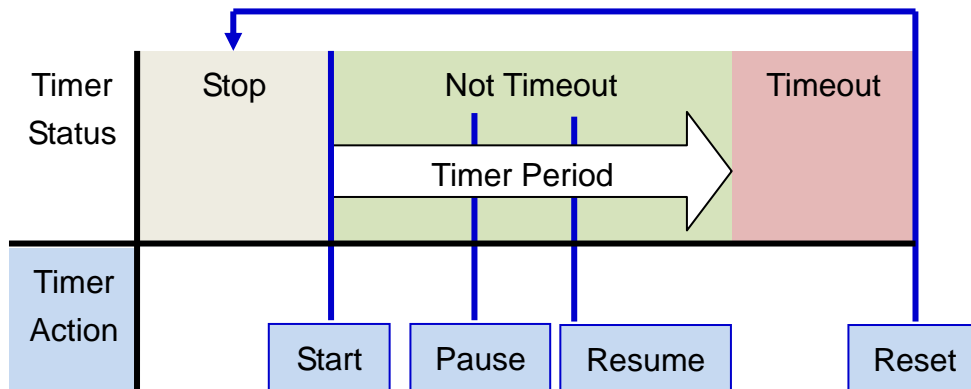 Timer
Status
Stop
Not Timeout
Timeout
Timer Period
Timer
Action
Start
Pause
Resume
Reset